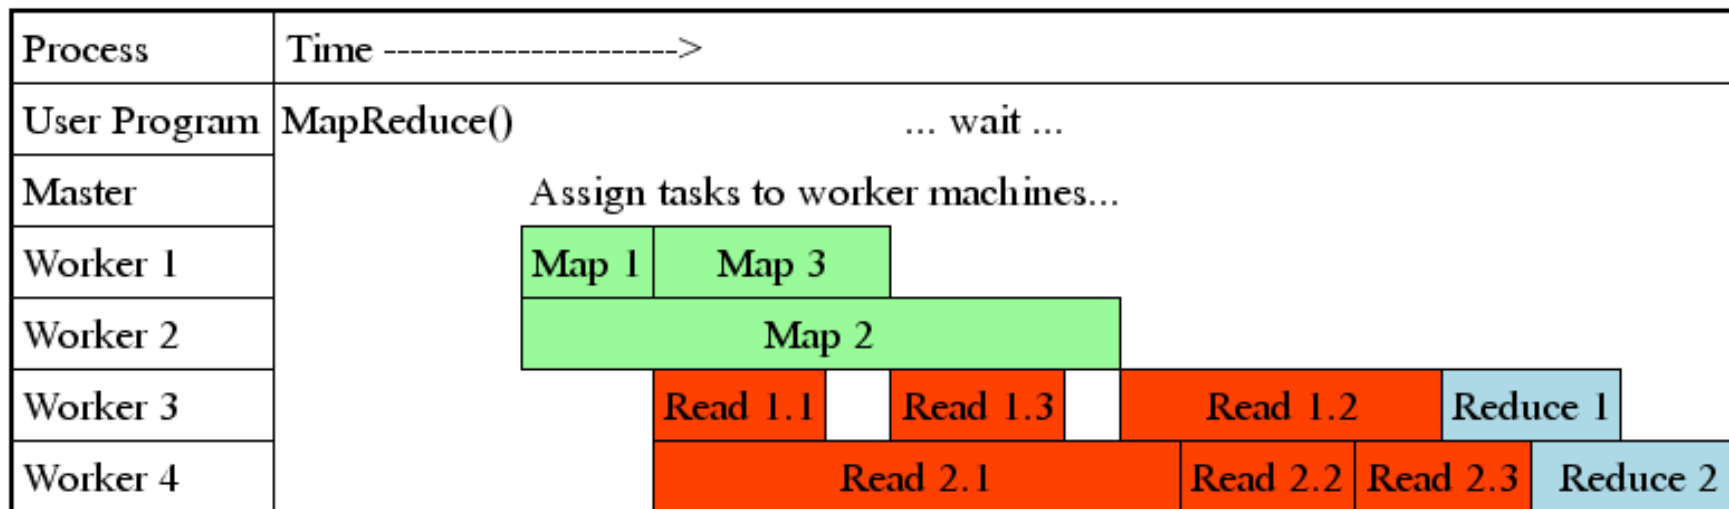 Process Time ---------------------->
User Program MapReduce() ... wait ...
Master Assign tasks to worker machines...
Worker 1 Map 1 Map 3
Worker 2 Map 2
Worker 3 Read 1.1 Read 1.3 Read 1.2 Reduce 1
Worker 4 Read 2.1 Read 2.2 Read 2.3 Reduce 2